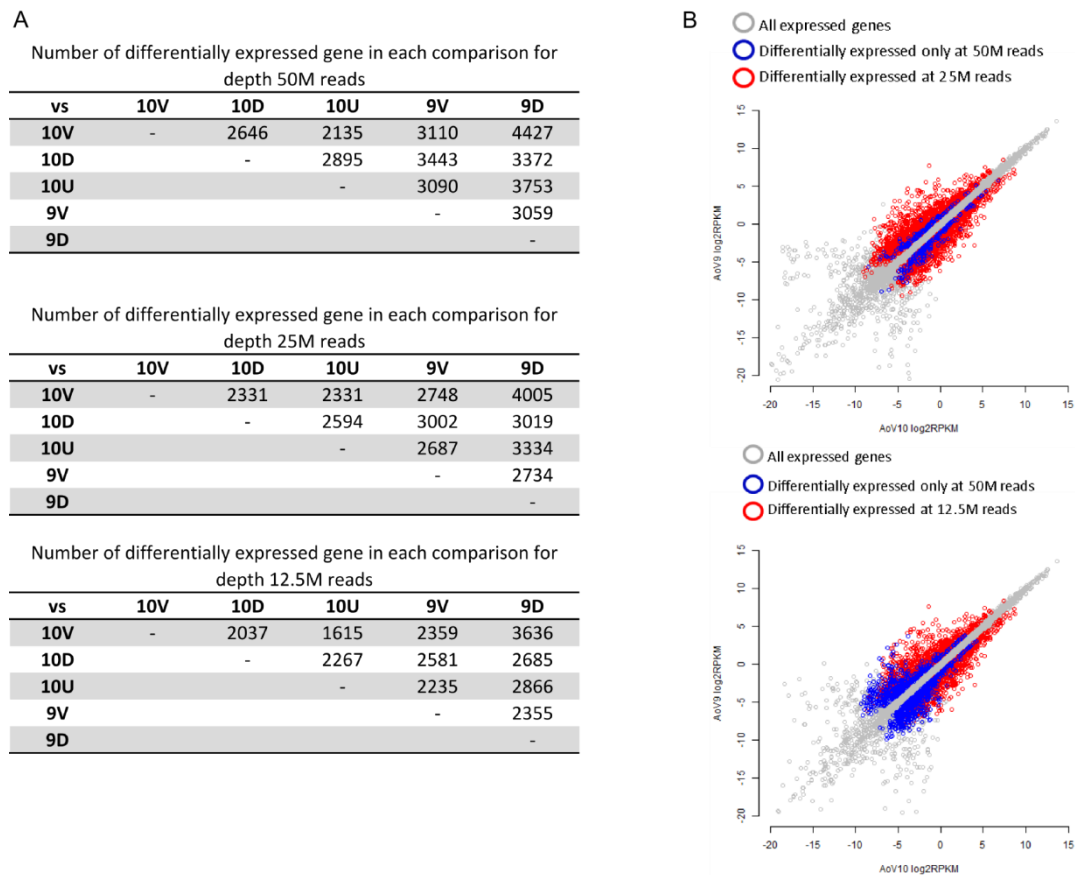 A
Number of differentially expressed gene in each comparison for
depth 50M reads
vs 10V 10D 10U 9V 9D
10V - 2646 2135 3110 4427
10D - 2895 3443 3372
10U - 3090 3753
9V - 3059
9D -
Number of differentially expressed gene in each comparison for
depth 25M reads
vs 10V 10D 10U 9V 9D
10V - 2331 2331 2748 4005
10D - 2594 3002 3019
10U - 2687 3334
9V - 2734
9D -
Number of differentially expressed gene in each comparison for
depth 12.5M reads
vs 10V 10D 10U 9V 9D
10V - 2037 1615 2359 3636
10D - 2267 2581 2685
10U - 2235 2866
9V - 2355
9D -
B
All expressed genes
Differentially expressed only at 50M reads
Differentially expressed at 25M reads
15
10
5
0
-5
-10
-15
-20
AoV9 log2RPKM
-20 -15 -10 -5 0 5 10 15
AoV10 log2RPKM
All expressed genes
Differentially expressed only at 50M reads
Differentially expressed at 12.5M reads
15
10
5
0
-5
-10
-15
-20
AoV9 log2RPKM
-20 -15 -10 -5 0 5 10 15
AoV10 log2RPKM